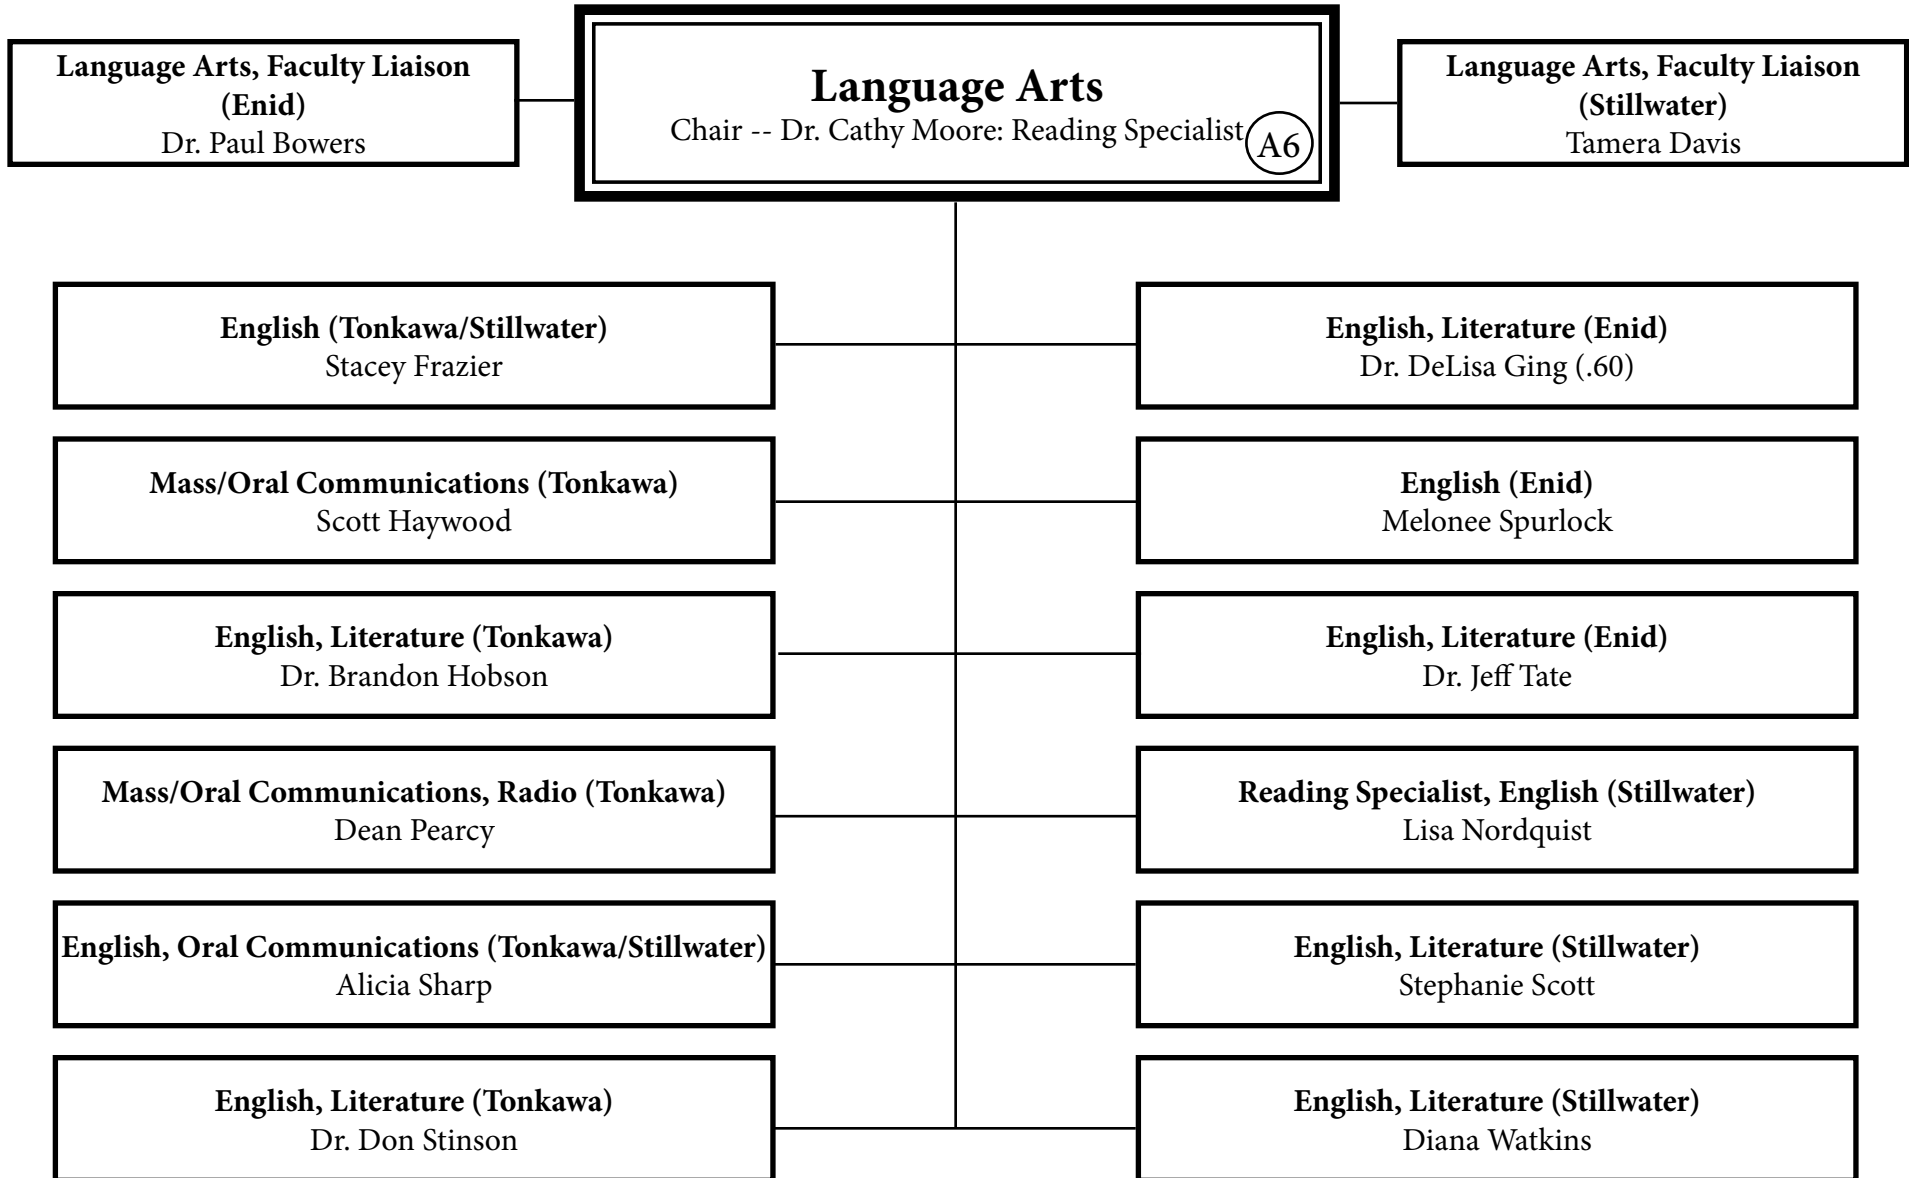 Language Arts, Faculty Liaison
(Enid)
Dr. Paul Bowers
Language Arts
Chair -- Dr. Cathy Moore: Reading Specialist
A6
Language Arts, Faculty Liaison
(Stillwater)
Tamera Davis
English (Tonkawa/Stillwater)
Stacey Frazier
English, Literature (Enid)
Dr. DeLisa Ging (.60)
Mass/Oral Communications (Tonkawa)
Scott Haywood
English (Enid)
Melonee Spurlock
English, Literature (Tonkawa)
Dr. Brandon Hobson
English, Literature (Enid)
Dr. Jeff Tate
Mass/Oral Communications, Radio (Tonkawa)
Dean Pearcy
Reading Specialist, English (Stillwater)
Lisa Nordquist
English, Oral Communications (Tonkawa/Stillwater)
Alicia Sharp
English, Literature (Stillwater)
Stephanie Scott
English, Literature (Tonkawa)
Dr. Don Stinson
English, Literature (Stillwater)
Diana Watkins